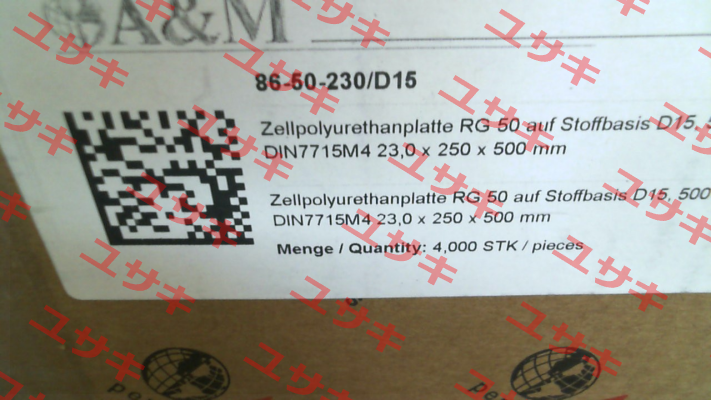 A&M
86-50-230/D15
Zellpolyurethanplatte RG 50 auf Stoffbasis D15,
DIN7715M4 23,0 x 250 x 500 mm
Zellpolyurethanplatte RG 50 auf Stoffbasis D15, 500
DIN7715M4 23,0 x 250 x 500 mm
Menge / Quantity: 4,000 STK / pieces
ユサキ